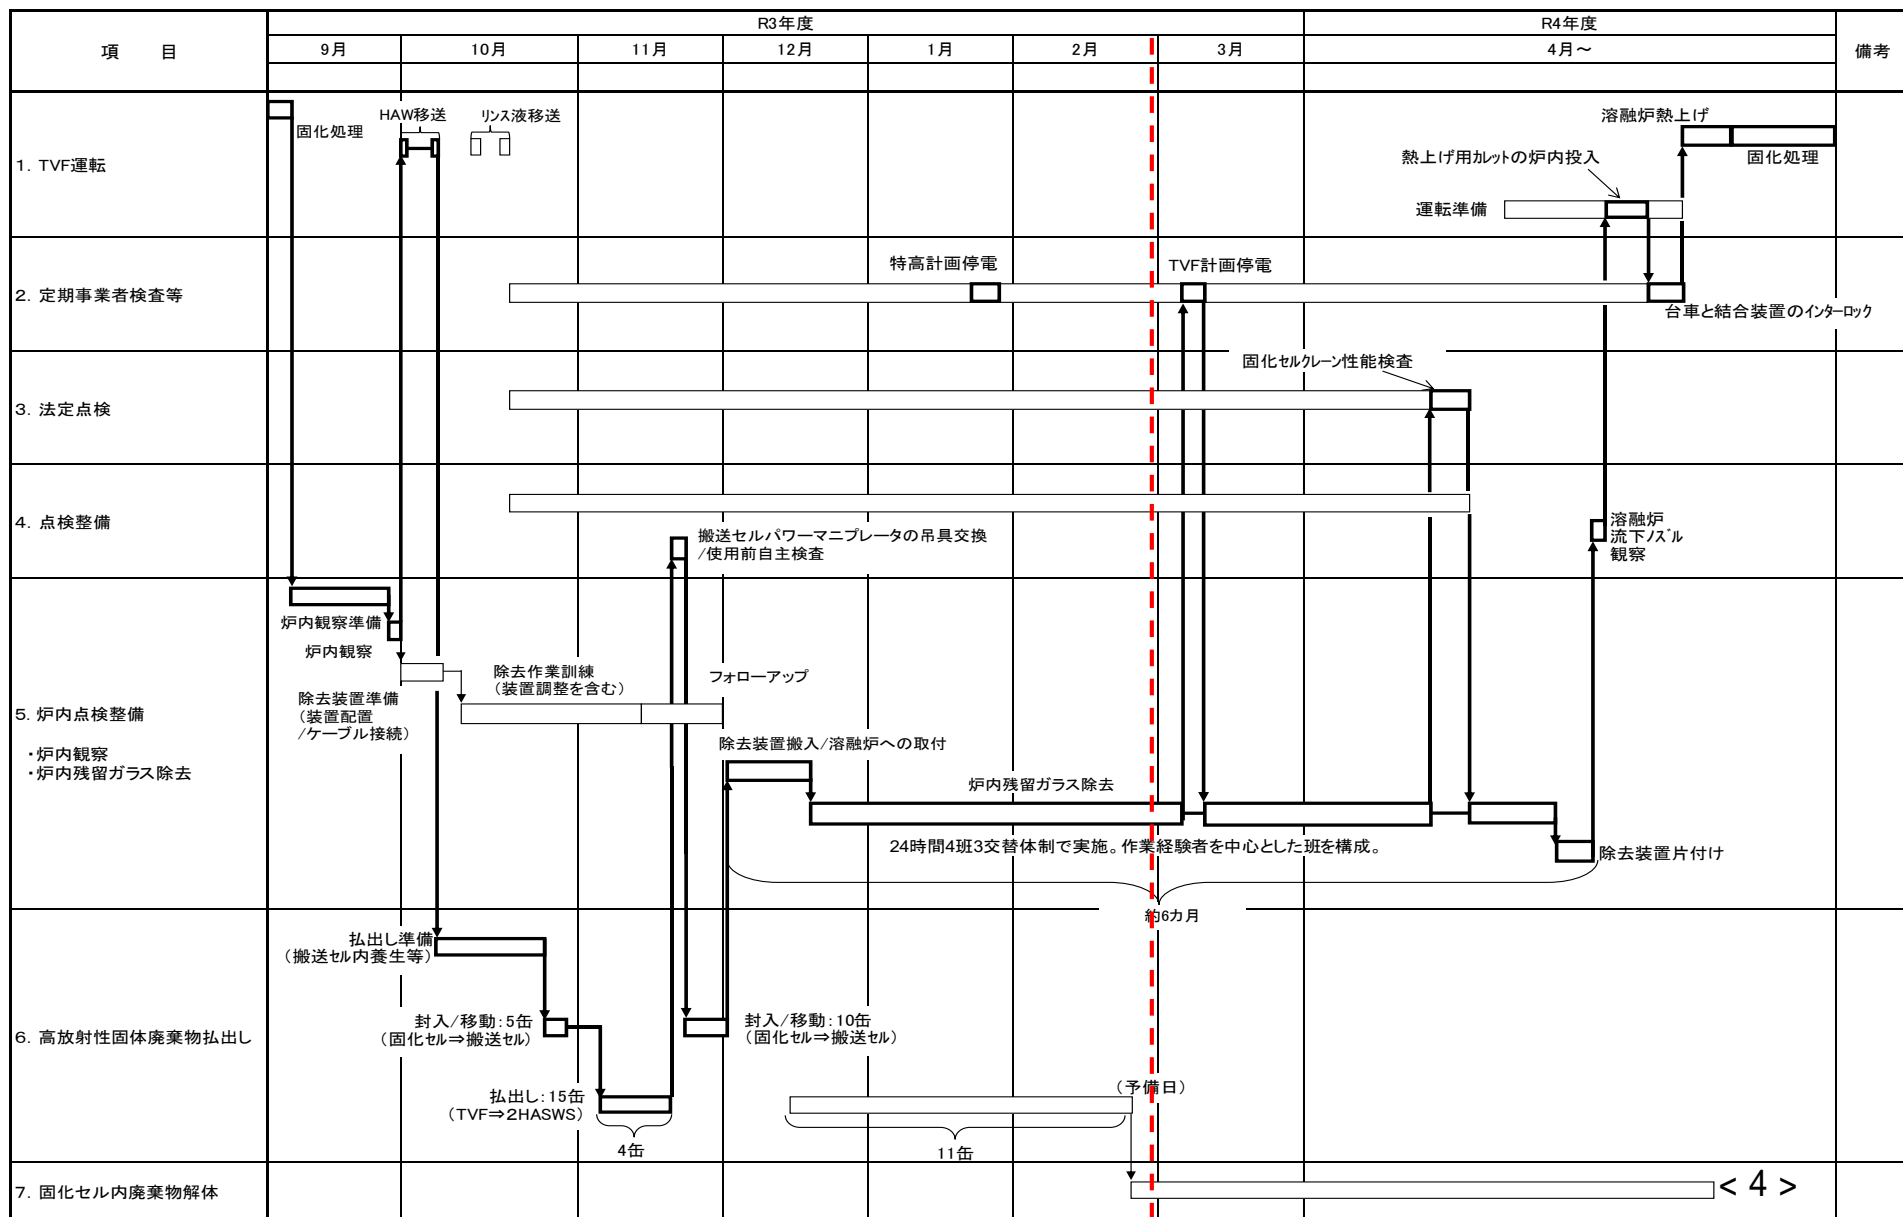 項　　目
R3年度
R4年度
備考
9月
10月
11月
12月
1月
2月
3月
4月～
1．TVF運転
固化処理
HAW移送
リンス液移送
溶融炉熱上げ
固化処理
熱上げ用カレットの炉内投入
運転準備
2．定期事業者検査等
特高計画停電
TVF計画停電
台車と結合装置のインターロック
3．法定点検
固化セルクレーン性能検査
4．点検整備
搬送セルパワーマニプレータの吊具交換
/使用前自主検査
溶融炉
流下ノズル
観察
5．炉内点検整備
・炉内観察
・炉内残留ガラス除去
炉内観察準備
炉内観察
除去装置準備
（装置配置
/ケーブル接続）
除去作業訓練
（装置調整を含む）
フォローアップ
除去装置搬入/溶融炉への取付
炉内残留ガラス除去
24時間4班3交替体制で実施。作業経験者を中心とした班を構成。
除去装置片付け
約6カ月
6．高放射性固体廃棄物払出し
払出し準備
（搬送セル内養生等）
封入/移動：5缶
（固化セル⇒搬送セル）
封入/移動：10缶
（固化セル⇒搬送セル）
払出し：15缶
（TVF⇒2HASWS）
4缶
（予備日）
11缶
7．固化セル内廃棄物解体
< 4 >